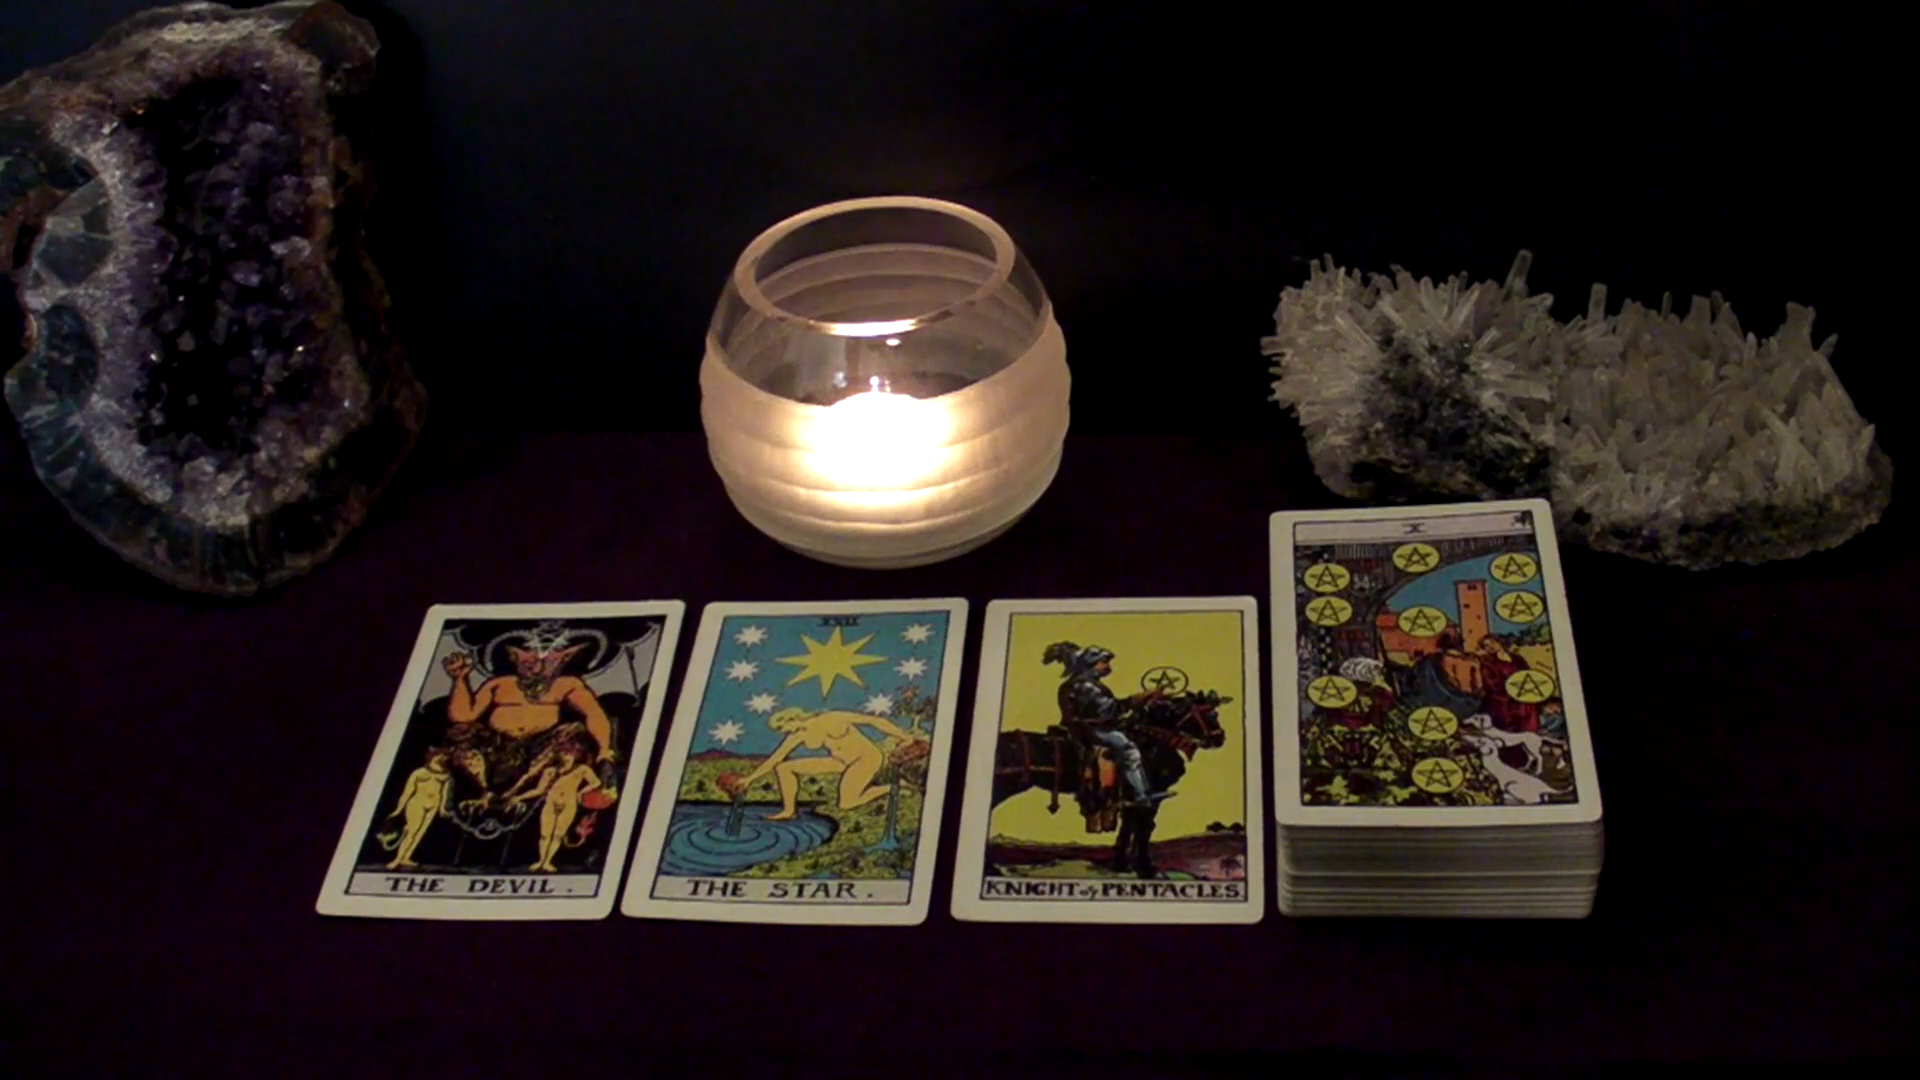 THE DEVIL.
XVII
THE STAR.
KNIGHT of PENTACLES.
X